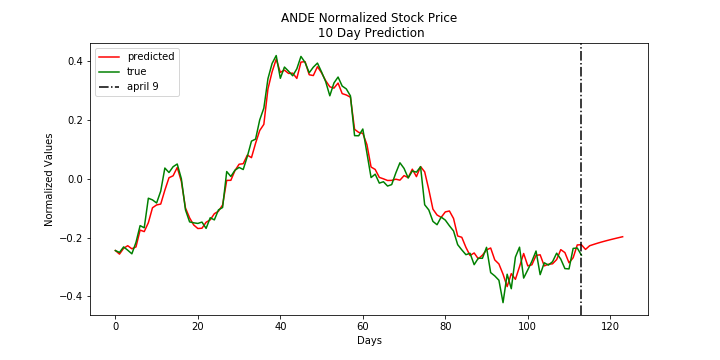 ANDE Normalized Stock Price
10 Day Prediction
predicted
true
april 9
Normalized Values
0.4
0.2
0.0
−0.2
−0.4
0 20 40 60 80 100 120
Days